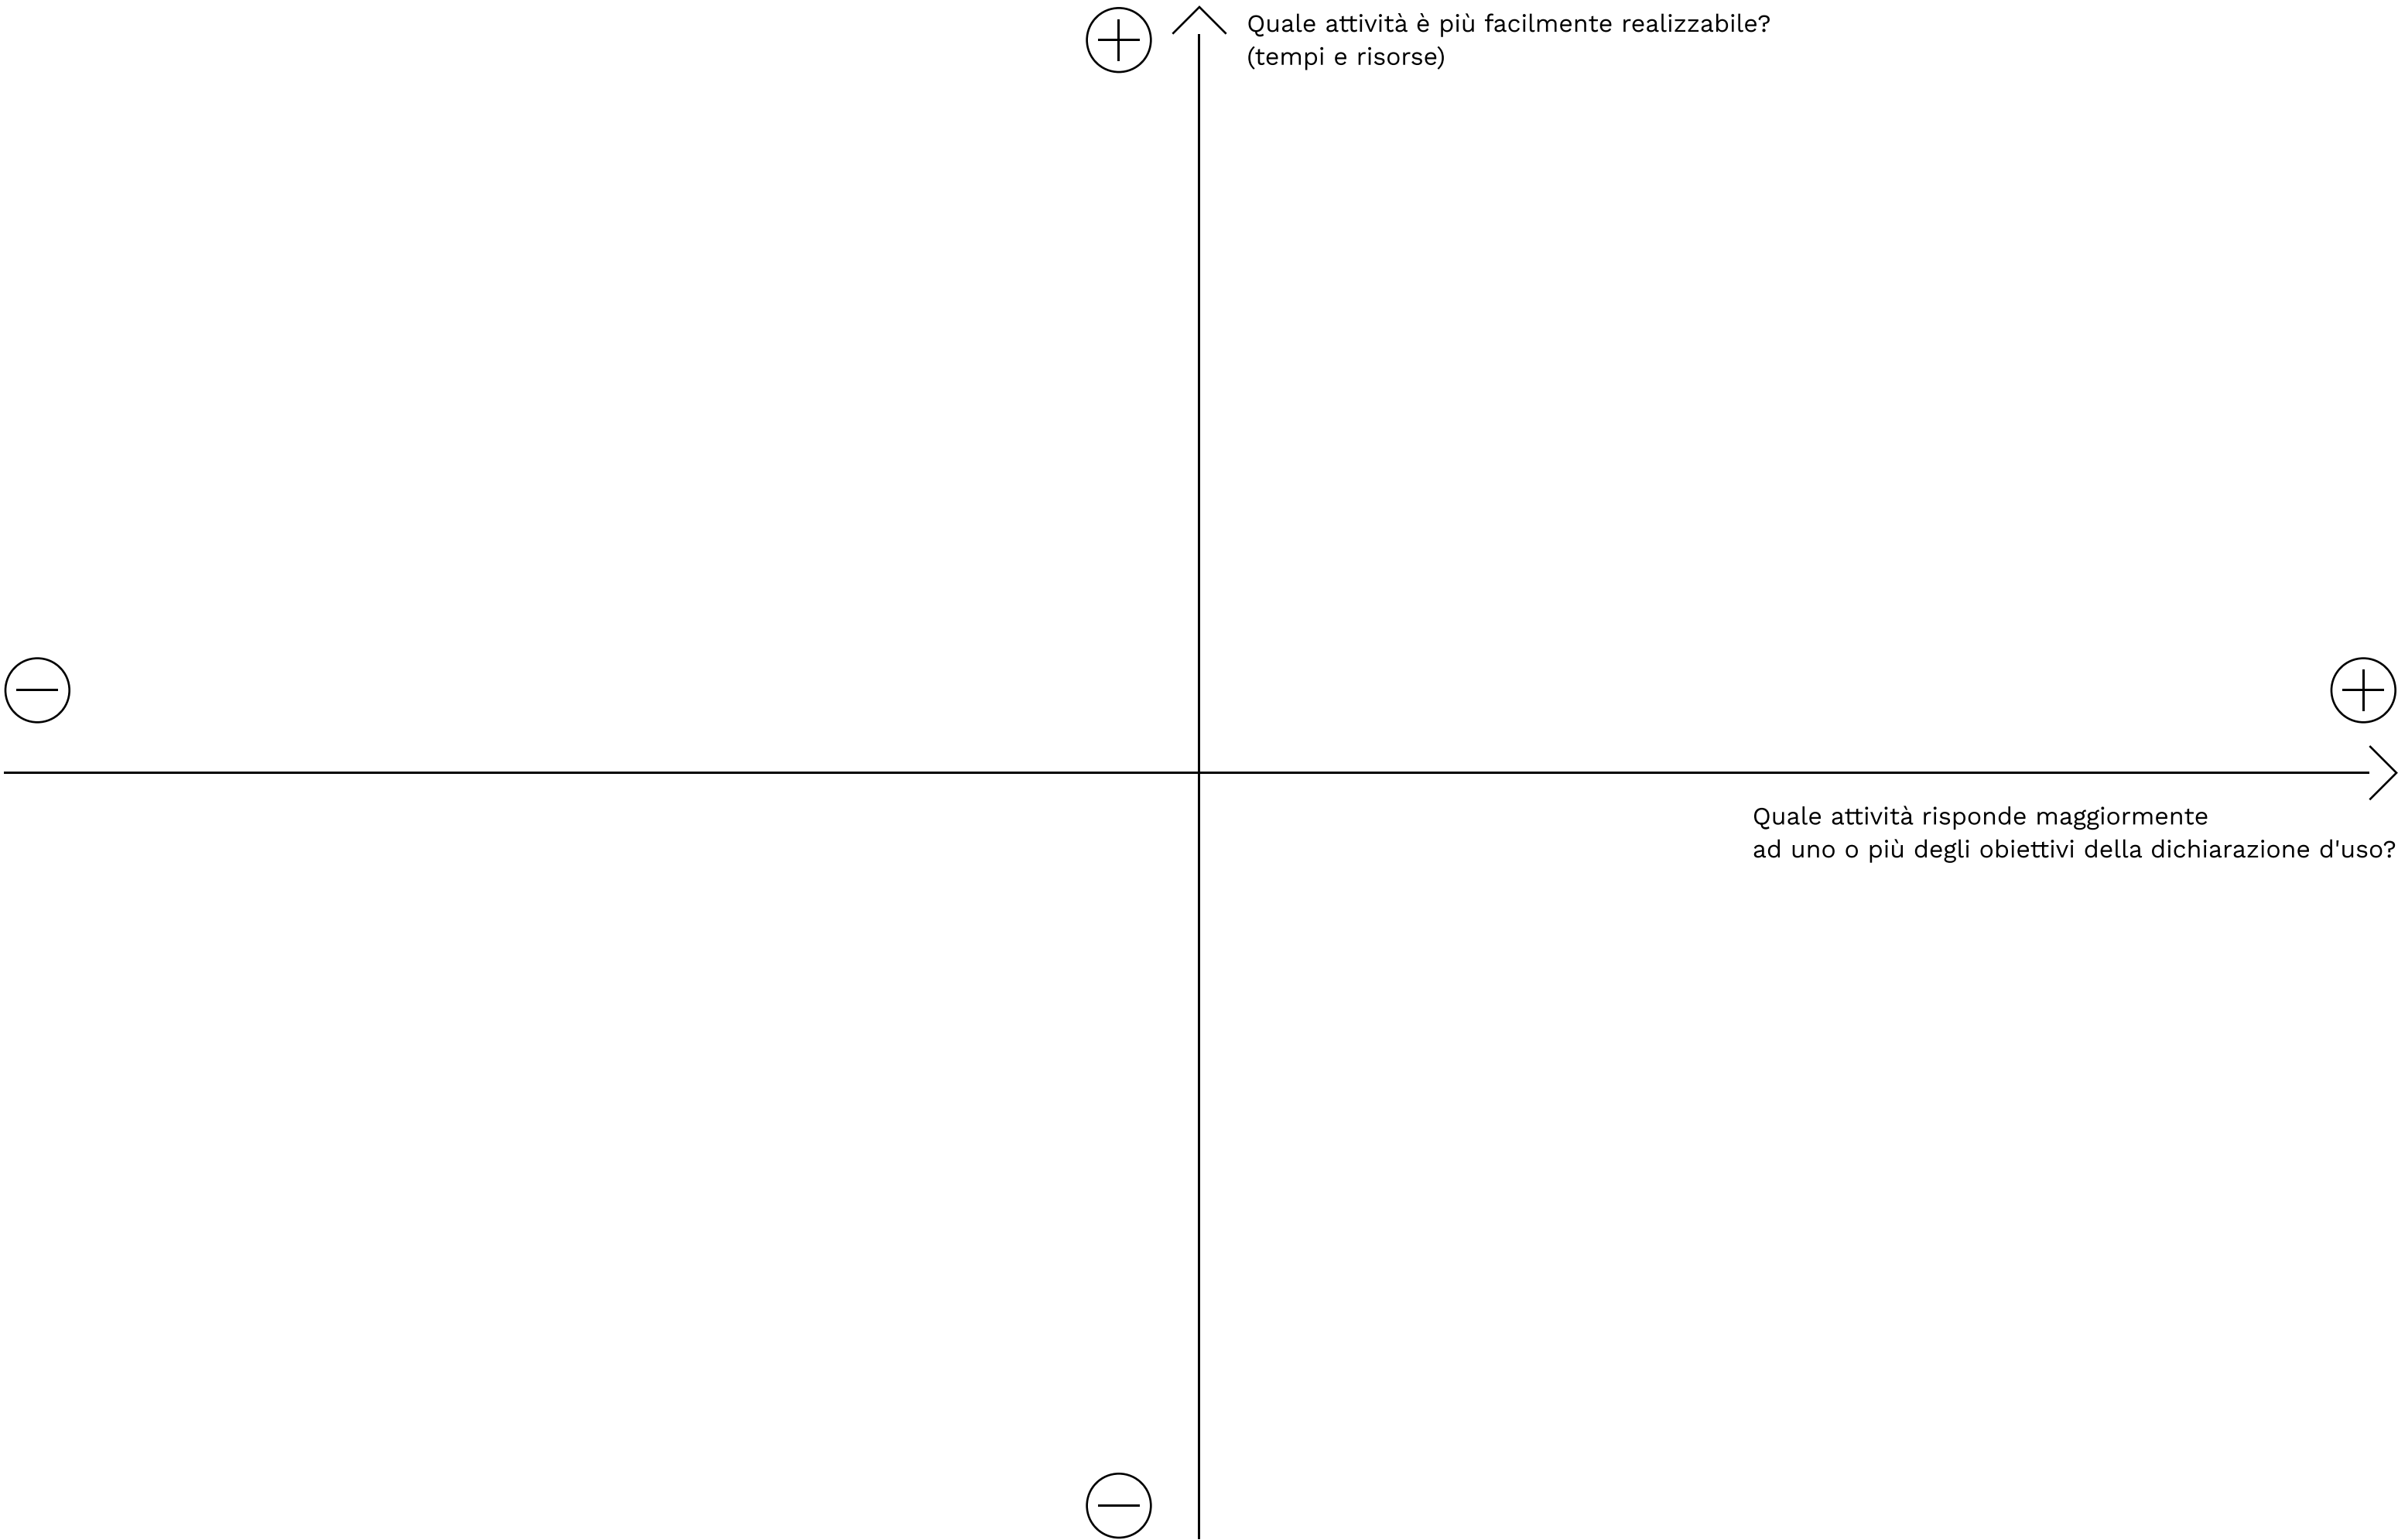 Quale attività è più facilmente realizzabile?
(tempi e risorse)
Quale attività risponde maggiormente
ad uno o più degli obiettivi della dichiarazione d'uso?